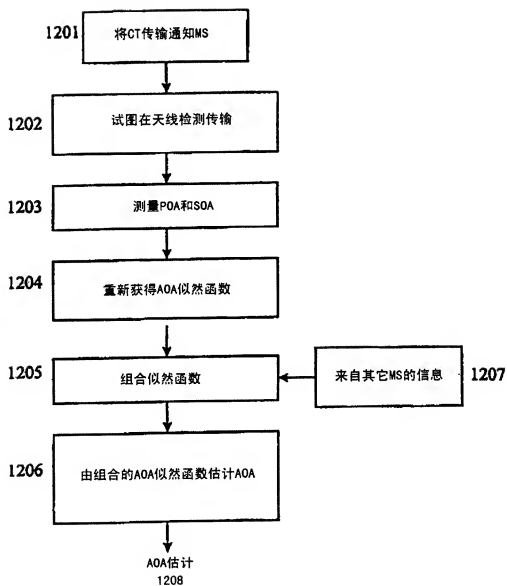 1201
将CT传输通知MS
1202
试图在天线检测传输
1203
测量POA和SOA
1204
重新获得AOA似然函数
1205
组合似然函数
来自其它MS的信息
1207
1206
由组合的AOA似然函数估计AOA
AOA估计
1208